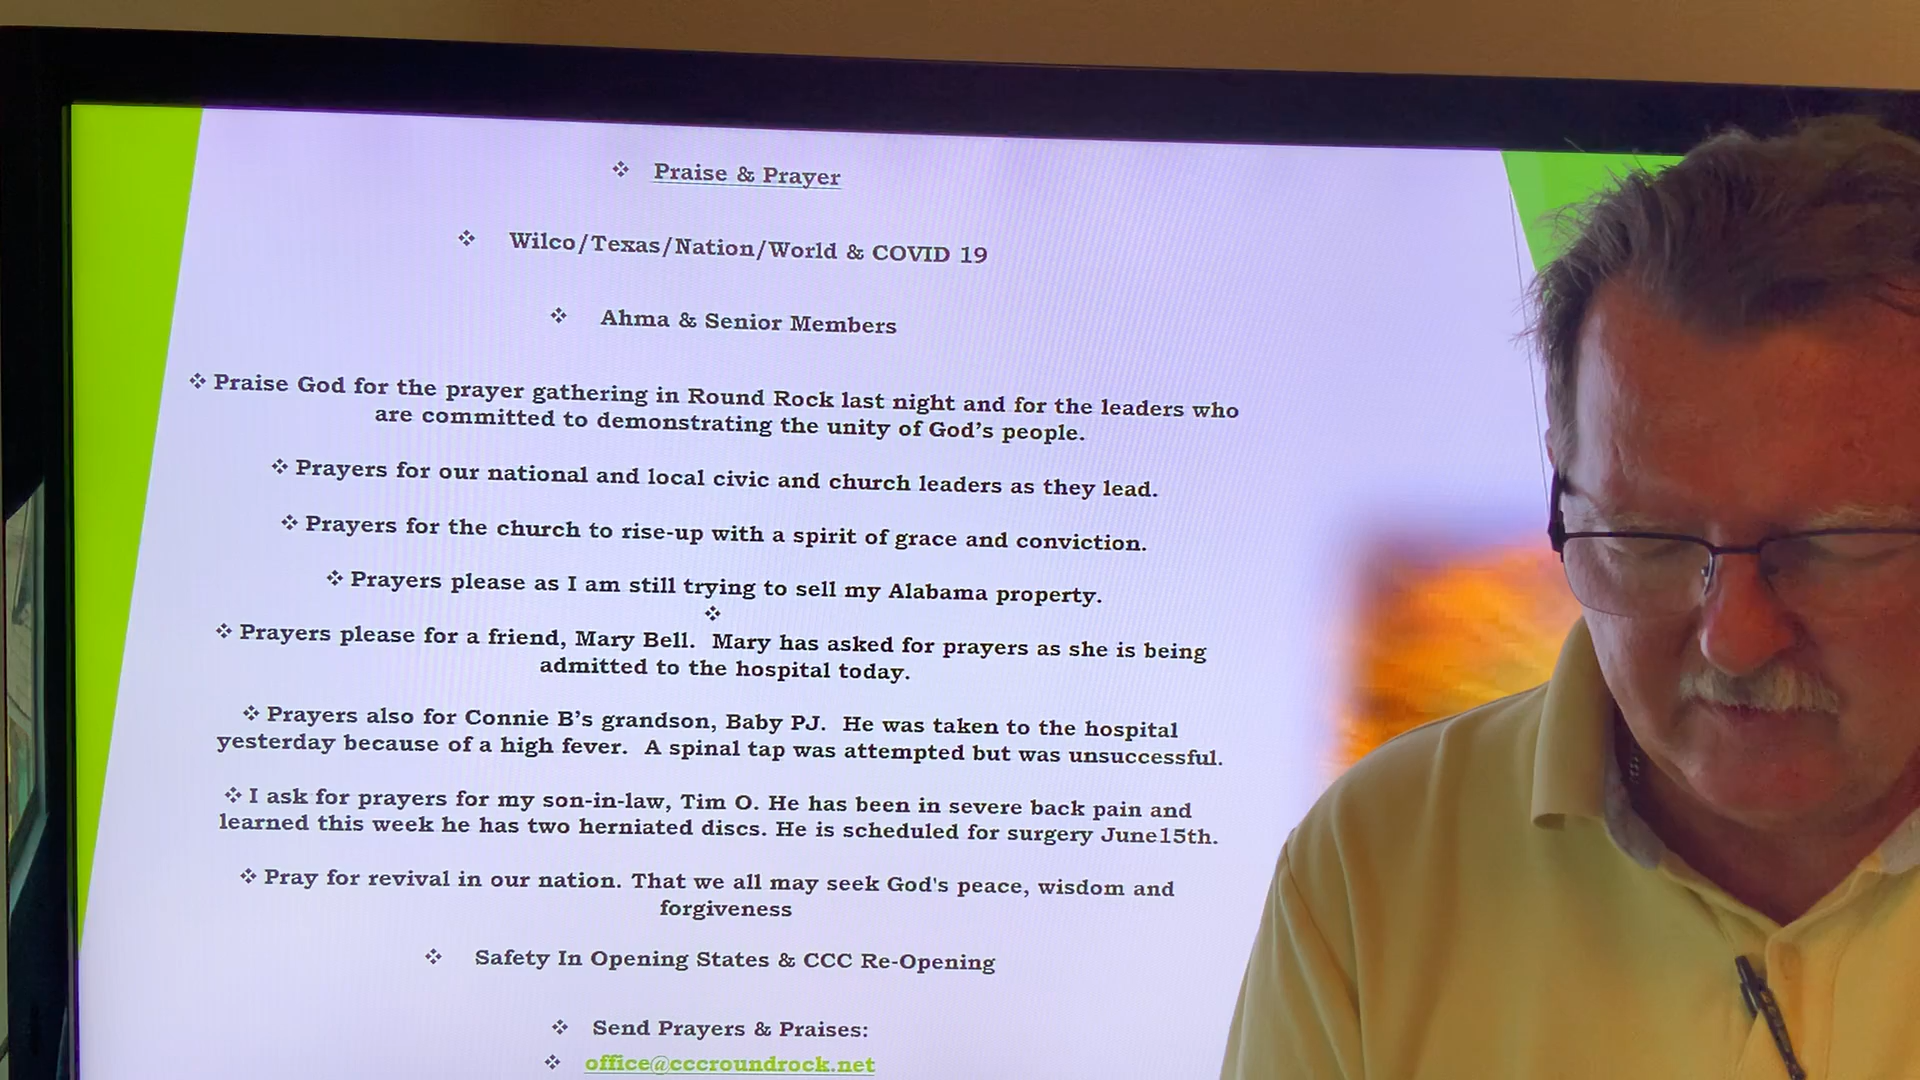 ❖ Praise & Prayer
❖ Wilco/Texas/Nation/World & COVID 19
❖ Ahma & Senior Members
❖ Praise God for the prayer gathering in Round Rock last night and for the leaders who
are committed to demonstrating the unity of God's people.
❖ Prayers for our national and local civic and church leaders as they lead.
❖ Prayers for the church to rise-up with a spirit of grace and conviction.
❖ Prayers please as I am still trying to sell my Alabama property.
❖
❖ Prayers please for a friend, Mary Bell.  Mary has asked for prayers as she is being
admitted to the hospital today.
❖ Prayers also for Connie B's grandson, Baby PJ.  He was taken to the hospital
yesterday because of a high fever.  A spinal tap was attempted but was unsuccessful.
❖ I ask for prayers for my son-in-law, Tim O. He has been in severe back pain and
learned this week he has two herniated discs. He is scheduled for surgery June15th.
❖ Pray for revival in our nation. That we all may seek God's peace, wisdom and
forgiveness
❖ Safety In Opening States & CCC Re-Opening
❖ Send Prayers & Praises:
❖ office@cccroundrock.net